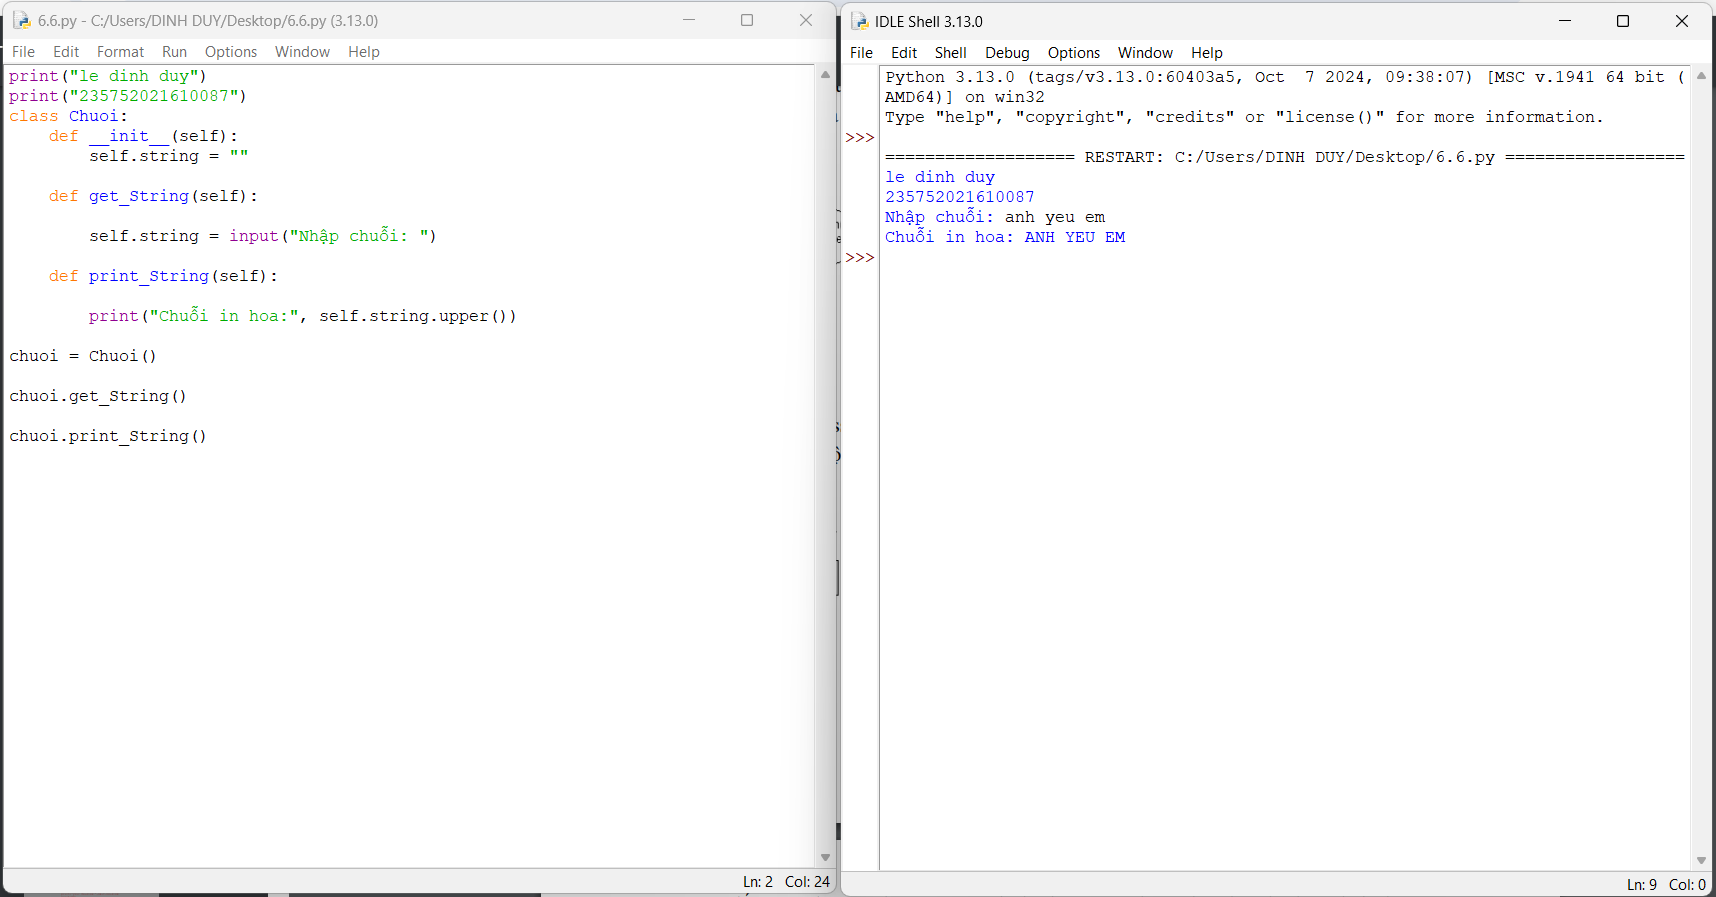 6.6.py - C:/Users/DINH DUY/Desktop/6.6.py (3.13.0)
File Edit Format Run Options Window Help
print("le dinh duy")
print("235752021610087")
class Chuoi:
    def __init__(self):
        self.string = ""
    def get_String(self):
        self.string = input("Nhập chuỗi: ")
    def print_String(self):
        print("Chuỗi in hoa:", self.string.upper())
chuoi = Chuoi()
chuoi.get_String()
chuoi.print_String()
Ln: 2 Col: 24
IDLE Shell 3.13.0
File Edit Shell Debug Options Window Help
Python 3.13.0 (tags/v3.13.0:60403a5, Oct  7 2024, 09:38:07) [MSC v.1941 64 bit (
AMD64)] on win32
Type "help", "copyright", "credits" or "license()" for more information.
>>>
=================== RESTART: C:/Users/DINH DUY/Desktop/6.6.py ==================
le dinh duy
235752021610087
Nhập chuỗi: anh yeu em
Chuỗi in hoa: ANH YEU EM
>>>
Ln: 9 Col: 0